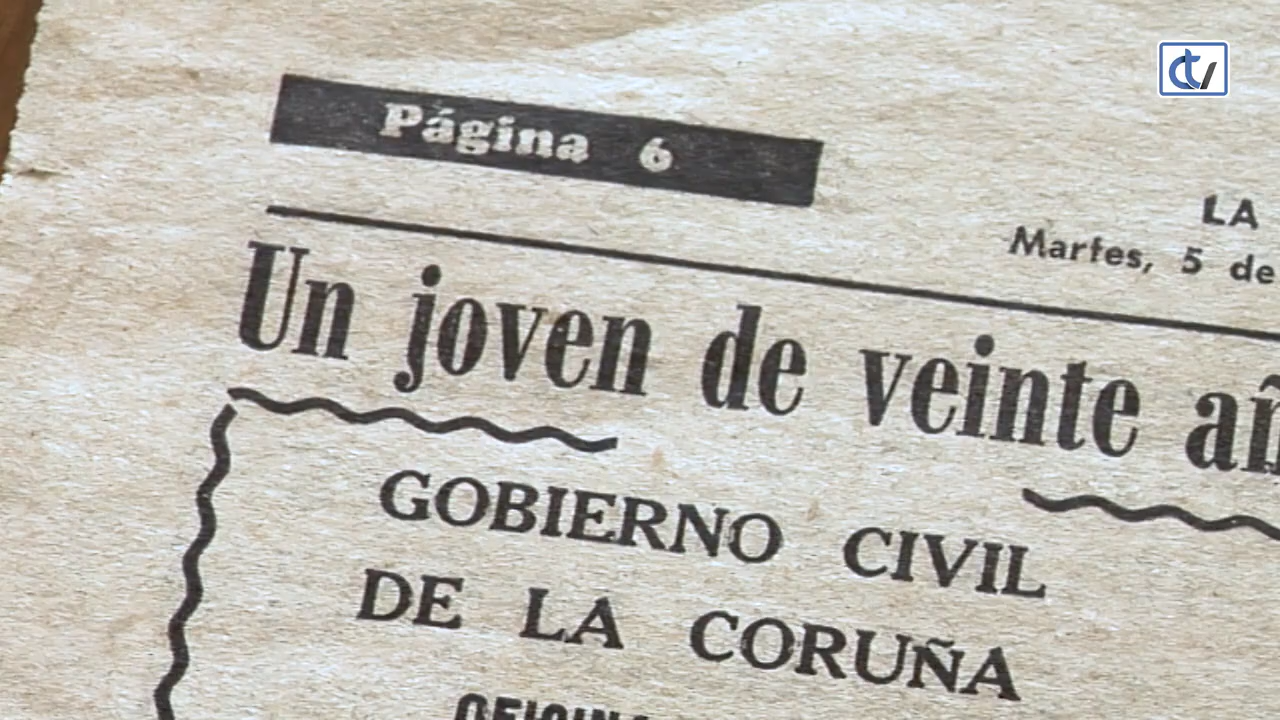 Página 6
LA
Martes, 5 de
Un joven de veinte añ
GOBIERNO CIVIL
DE LA CORUÑA